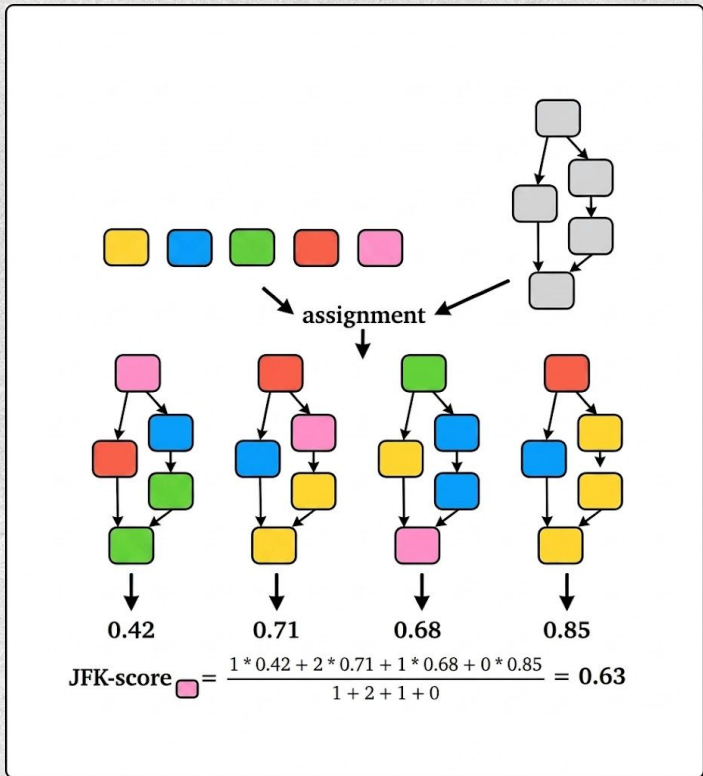 assignment
0.42 0.71 0.68 0.85
1 * 0.42 + 2 * 0.71 + 1 * 0.68 + 0 * 0.85
JFK-score = = 0.63
1 + 2 + 1 + 0